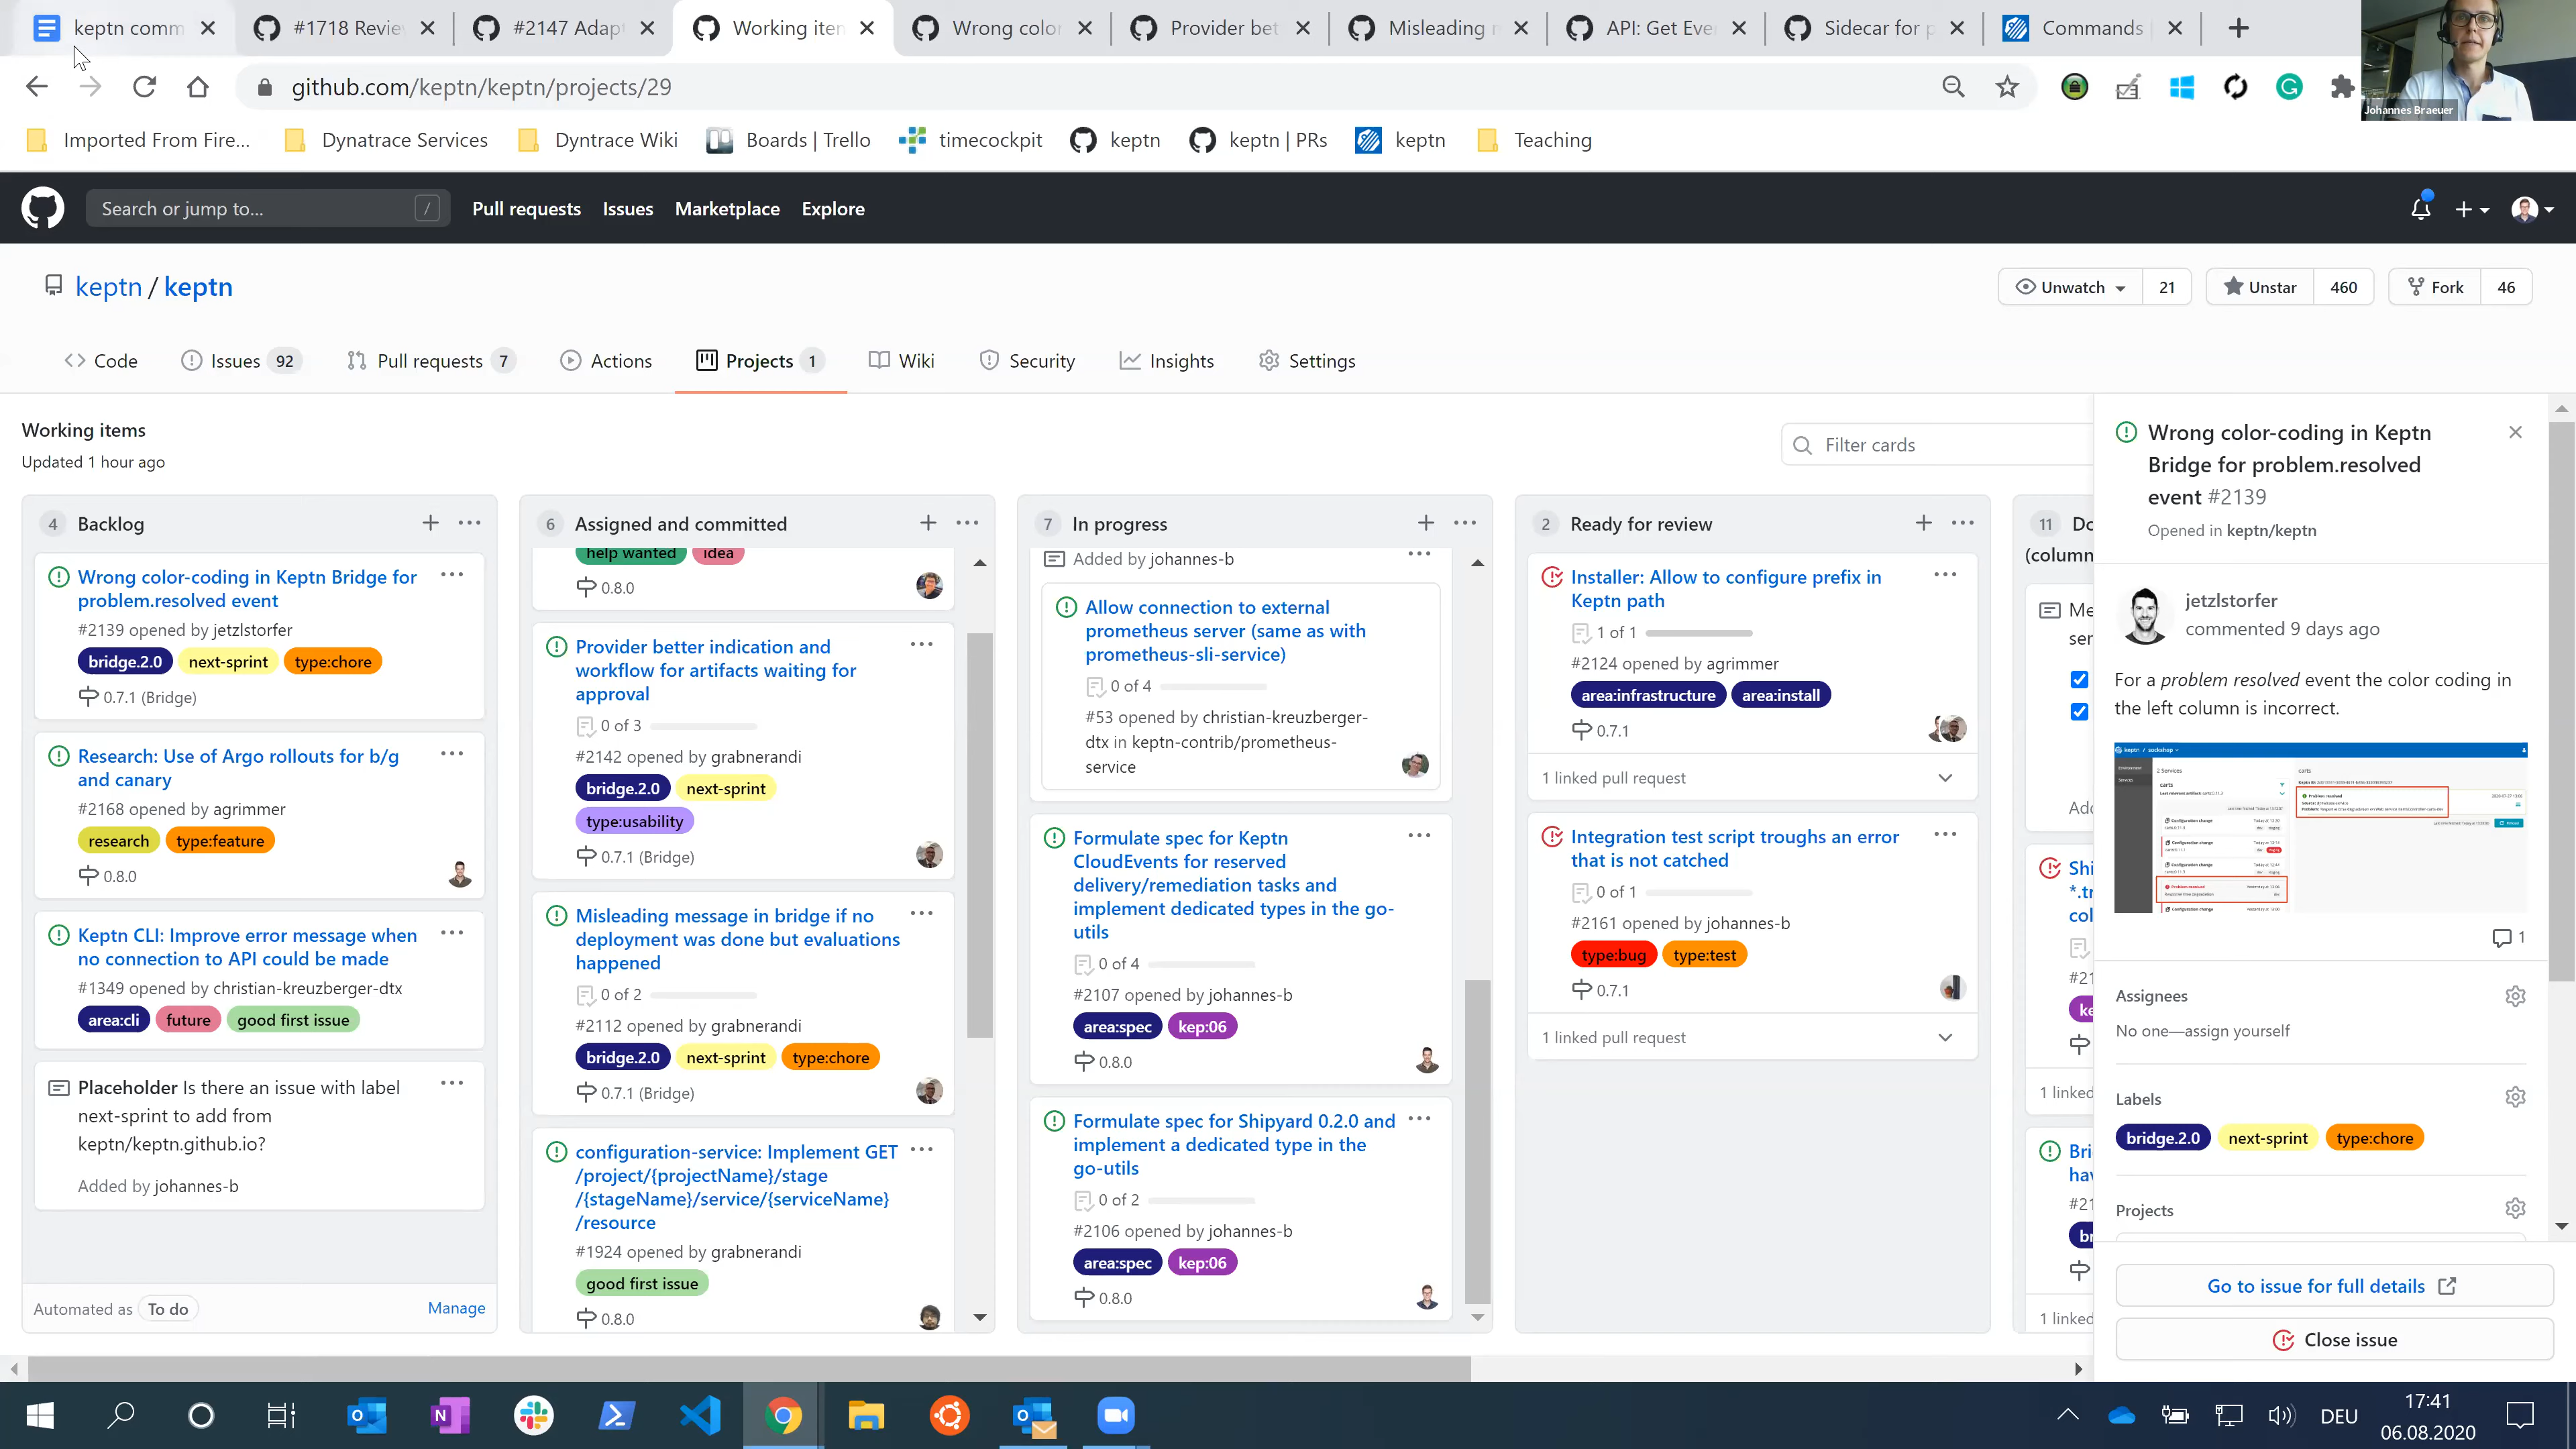 keptn comm
#1718 Revie
#2147 Adap
Working iten
Wrong color
Provider bet
Misleading
API: Get Eve
Sidecar for p
Commands
github.com/keptn/keptn/projects/29
Johannes Braeuer
Imported From Fire...
Dynatrace Services
Dyntrace Wiki
Boards | Trello
timecockpit
keptn
keptn | PRs
keptn
Teaching
Search or jump to...
/
Pull requests
Issues
Marketplace
Explore
keptn / keptn
Unwatch
21
Unstar
460
Fork
46
Code
Issues 92
Pull requests 7
Actions
Projects 1
Wiki
Security
Insights
Settings
Working items
Updated 1 hour ago
Filter cards
4 Backlog
Wrong color-coding in Keptn Bridge for
problem.resolved event
#2139 opened by jetzlstorfer
bridge.2.0 next-sprint type:chore
0.7.1 (Bridge)
Research: Use of Argo rollouts for b/g
and canary
#2168 opened by agrimmer
research type:feature
0.8.0
Keptn CLI: Improve error message when
no connection to API could be made
#1349 opened by christian-kreuzberger-dtx
area:cli future good first issue
Placeholder Is there an issue with label
next-sprint to add from
keptn/keptn.github.io?
Added by johannes-b
Automated as To do
Manage
6 Assigned and committed
help wanted idea
0.8.0
Provider better indication and
workflow for artifacts waiting for
approval
0 of 3
#2142 opened by grabnerandi
bridge.2.0 next-sprint
type:usability
0.7.1 (Bridge)
Misleading message in bridge if no
deployment was done but evaluations
happened
0 of 2
#2112 opened by grabnerandi
bridge.2.0 next-sprint type:chore
0.7.1 (Bridge)
configuration-service: Implement GET
/project/{projectName}/stage
/{stageName}/service/{serviceName}
/resource
#1924 opened by grabnerandi
good first issue
0.8.0
7 In progress
Added by johannes-b
Allow connection to external
prometheus server (same as with
prometheus-sli-service)
0 of 4
#53 opened by christian-kreuzberger-
dtx in keptn-contrib/prometheus-
service
Formulate spec for Keptn
CloudEvents for reserved
delivery/remediation tasks and
implement dedicated types in the go-
utils
0 of 4
#2107 opened by johannes-b
area:spec kep:06
0.8.0
Formulate spec for Shipyard 0.2.0 and
implement a dedicated type in the
go-utils
0 of 2
#2106 opened by johannes-b
area:spec kep:06
0.8.0
2 Ready for review
Installer: Allow to configure prefix in
Keptn path
1 of 1
#2124 opened by agrimmer
area:infrastructure area:install
0.7.1
1 linked pull request
Integration test script troughs an error
that is not catched
0 of 1
#2161 opened by johannes-b
type:bug type:test
0.7.1
1 linked pull request
11 Do
(column
Me
ser
Add
Shi
*.tr
col
#21
ke
1 linked
Bri
hav
#21
br
1 linked
Wrong color-coding in Keptn
Bridge for problem.resolved
event #2139
Opened in keptn/keptn
jetzlstorfer
commented 9 days ago
For a problem resolved event the color coding in
the left column is incorrect.
1
Assignees
No one—assign yourself
Labels
bridge.2.0 next-sprint type:chore
Projects
Go to issue for full details
Close issue
DEU
17:41
06.08.2020